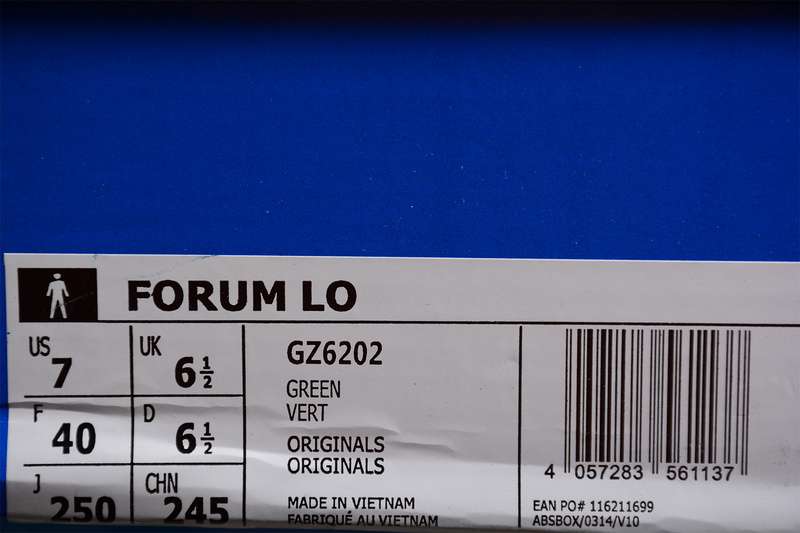 FORUM LO
US 7
UK 6 1/2
F 40
D 6 1/2
J 250
CHN 245
GZ6202
GREEN
VERT
ORIGINALS
ORIGINALS
MADE IN VIETNAM
FABRIQUÉ AU VIETNAM
4 057283 561137
EAN PO# 116211699
ABSBOX/0314/V10